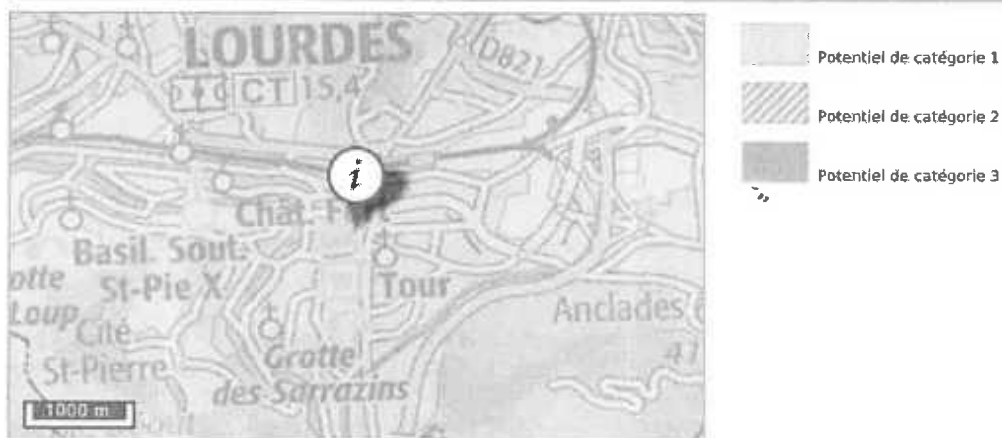 LOURDES
CT 15,4
D821
i
Chât. F
Basil. Sout.
St-Pie X
otte
Loup
Cité
St-Pierre
Tour
Anclades
41
Grotte
des Sarrazins
1000 m
Potentiel de catégorie 1
Potentiel de catégorie 2
Potentiel de catégorie 3